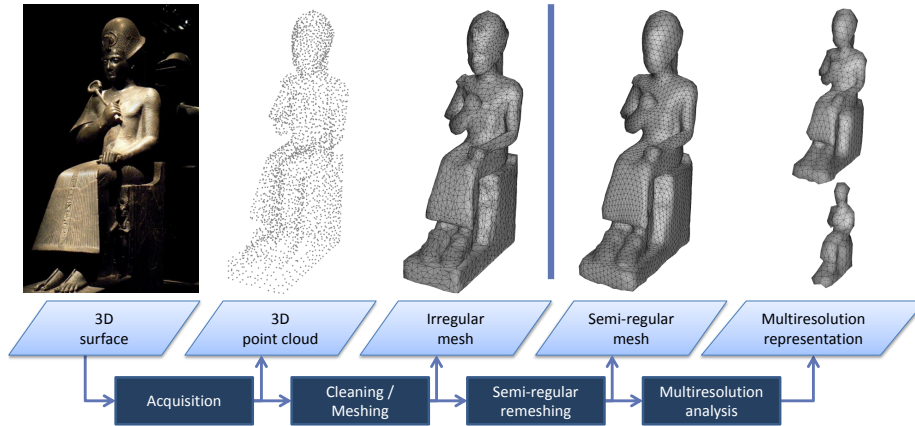 3D
surface
3D
point cloud
Irregular
mesh
Semi-regular
mesh
Multiresolution
representation
Acquisition
Cleaning /
Meshing
Semi-regular
remeshing
Multiresolution
analysis